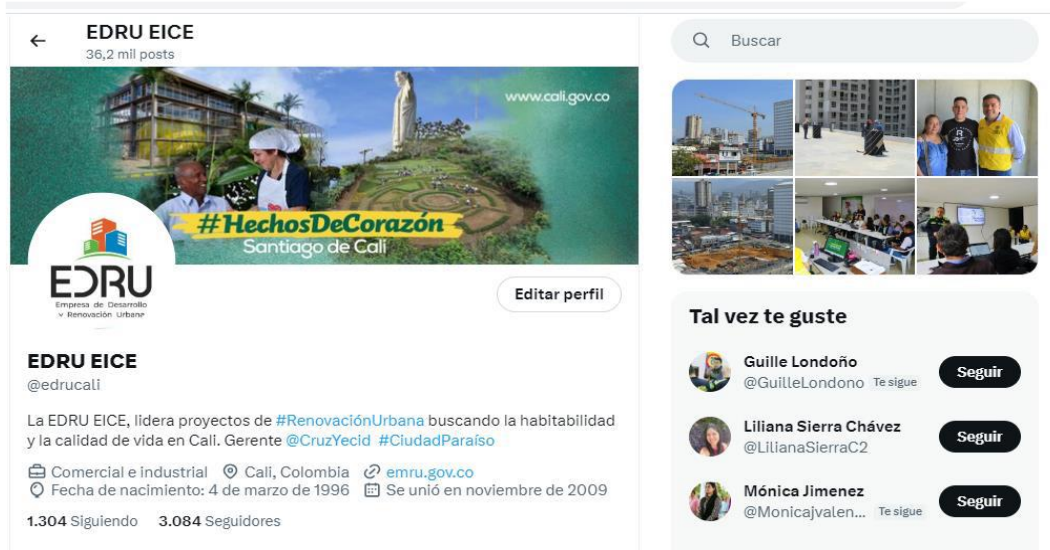 EDRU EICE
36,2 mil posts
Buscar
www.cali.gov.co
#HechosDeCorazón
Santiago de Cali
EDRU
Empresa de Desarrollo
y Renovación Urbana
Editar perfil
EDRU EICE
@edrucali
La EDRU EICE, lidera proyectos de #RenovaciónUrbana buscando la habitabilidad
y la calidad de vida en Cali. Gerente @CruzYecid #CiudadParaíso
Comercial e industrial Cali, Colombia emru.gov.co
Fecha de nacimiento: 4 de marzo de 1996 Se unió en noviembre de 2009
1.304 Siguiendo 3.084 Seguidores
Tal vez te guste
Guille Londoño
@GuilleLondono Te sigue
Seguir
Liliana Sierra Chávez
@LilianaSierraC2
Seguir
Mónica Jimenez
@Monicajvalen... Te sigue
Seguir